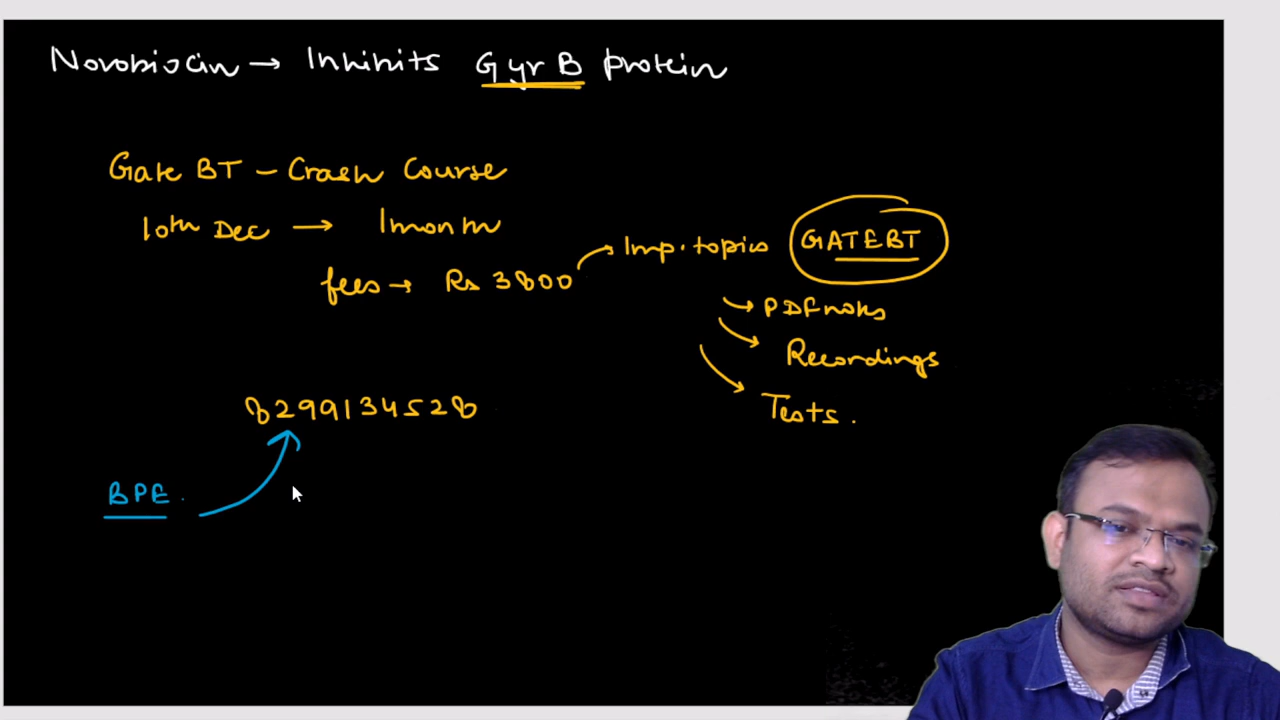 Novobiocin → Inhibits GyrB protein
Gate BT - Crash Course
10th Dec → 1month
fees → Rs 3800
Imp. topics GATEBT
PDF notes
Recordings
Tests.
8299134528
BPE.